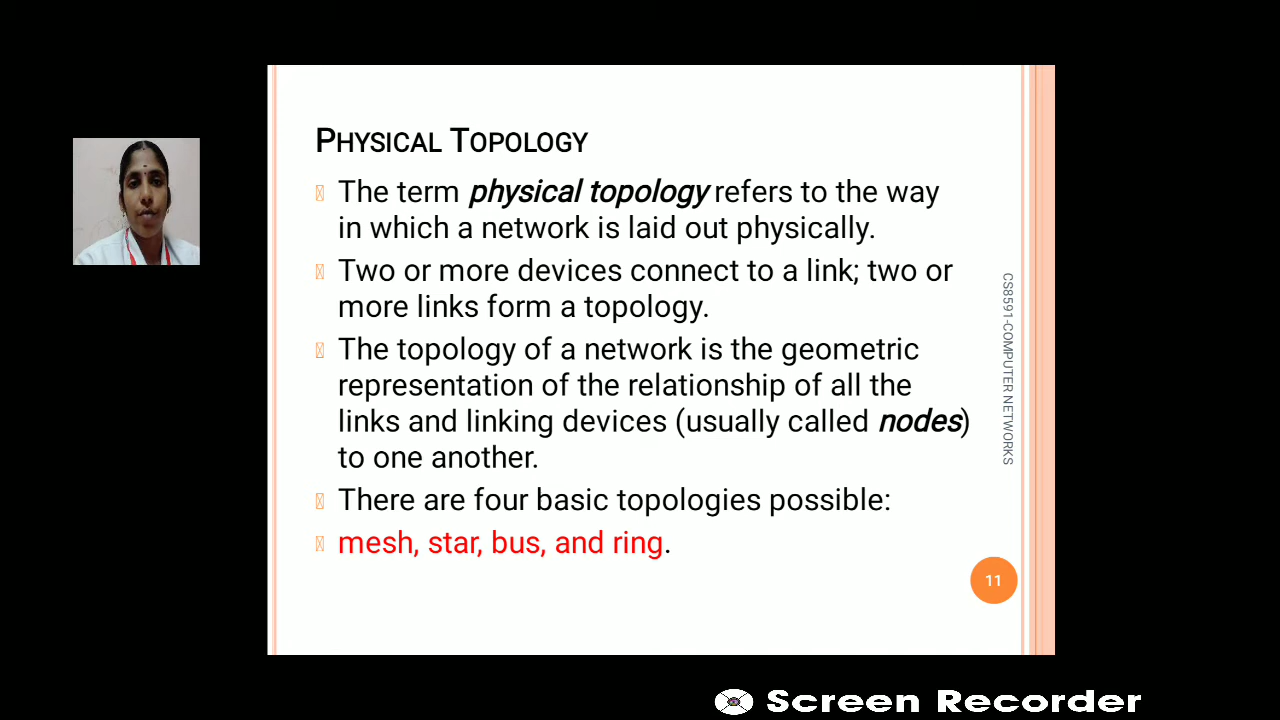 PHYSICAL TOPOLOGY
The term physical topology refers to the way
in which a network is laid out physically.
Two or more devices connect to a link; two or
more links form a topology.
The topology of a network is the geometric
representation of the relationship of all the
links and linking devices (usually called nodes)
to one another.
There are four basic topologies possible:
mesh, star, bus, and ring.
CS8591-COMPUTER NETWORKS
11
Screen Recorder